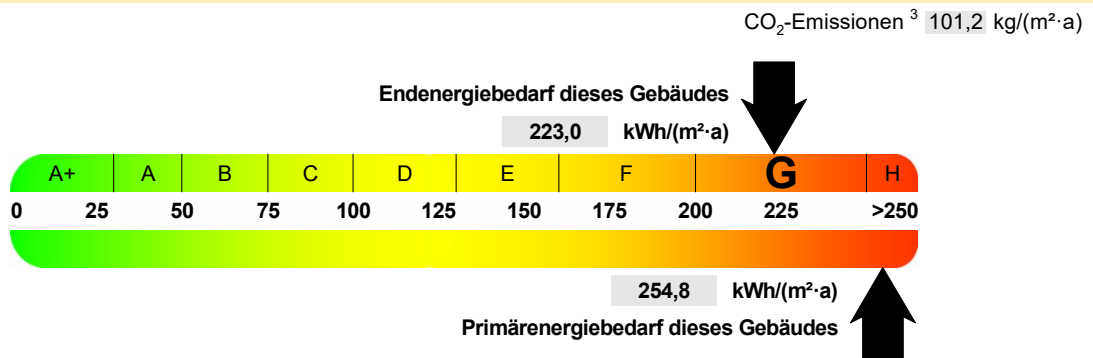 CO₂-Emissionen ³ 101,2 kg/(m²·a)
Endenergiebedarf dieses Gebäudes
223,0 kWh/(m²·a)
A+ A B C D E F G H
0 25 50 75 100 125 150 175 200 225 >250
254,8 kWh/(m²·a)
Primärenergiebedarf dieses Gebäudes